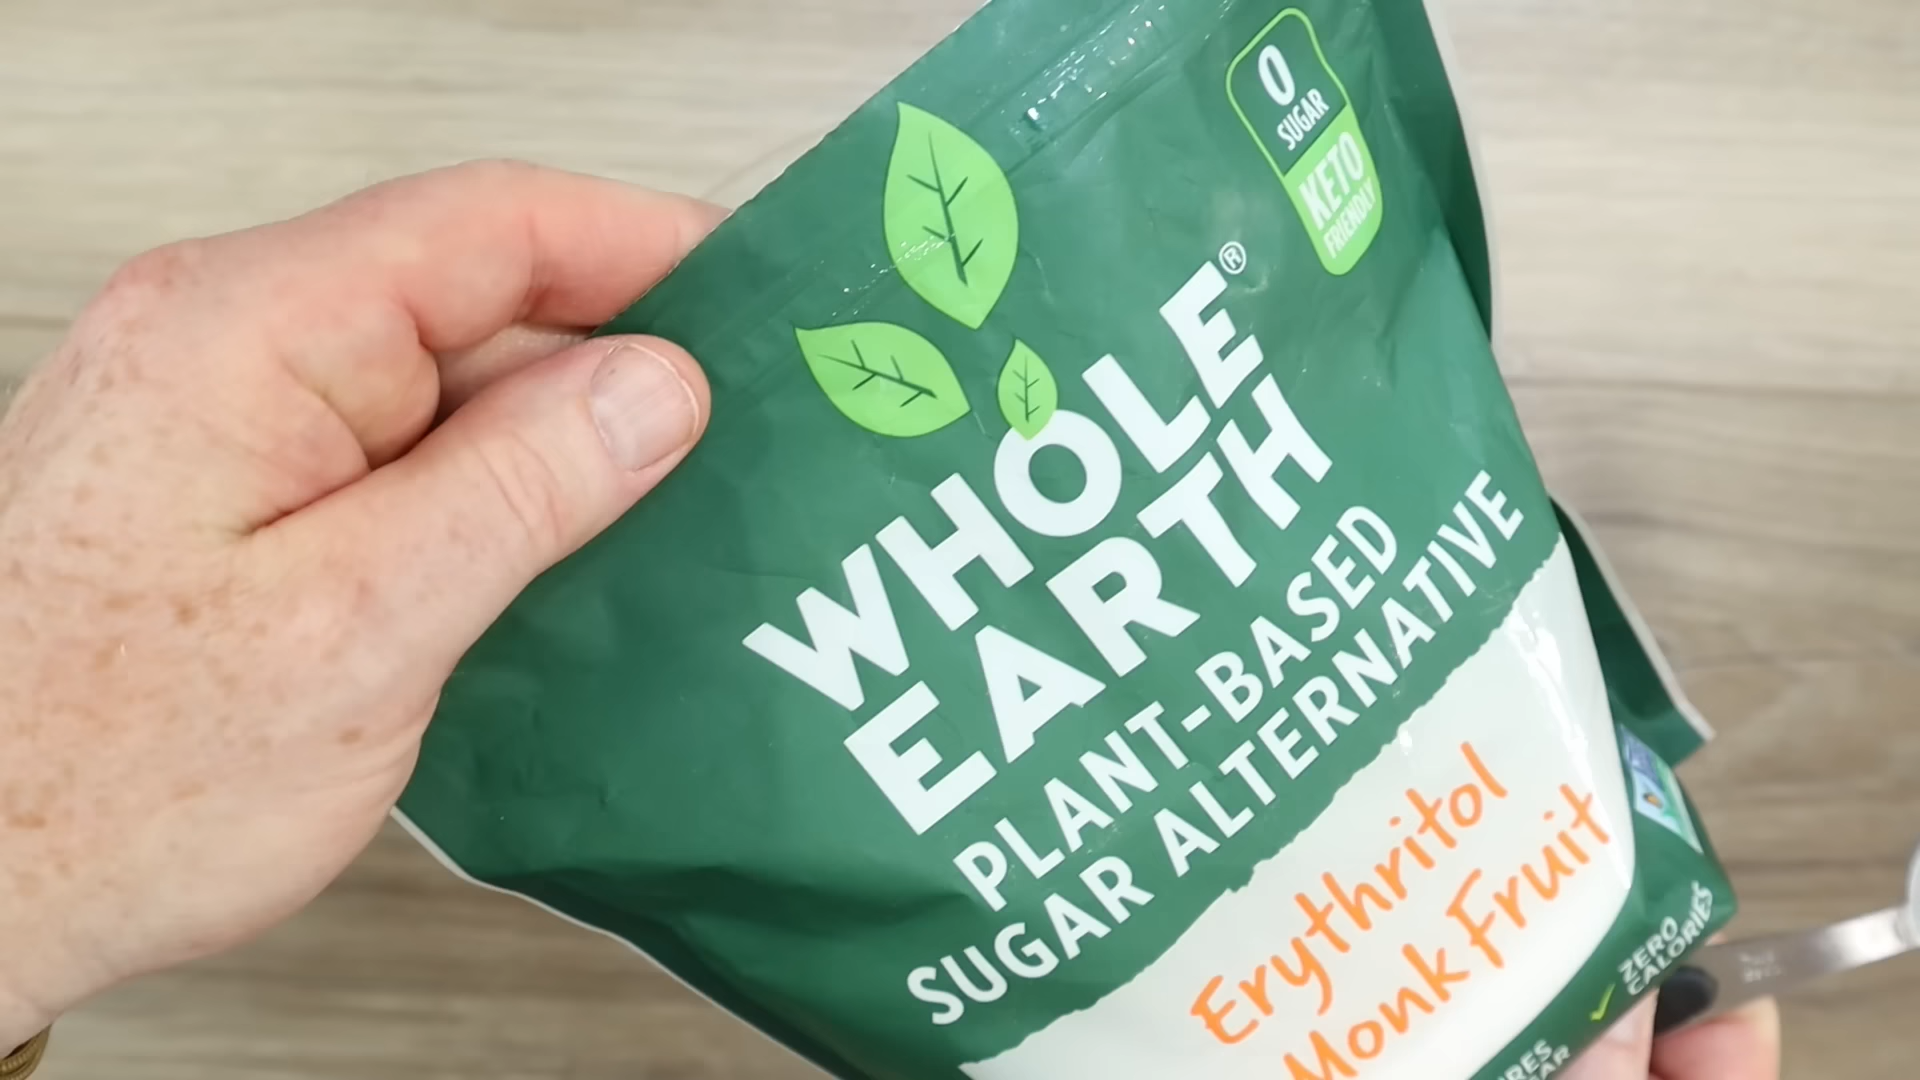 0
SUGAR
KETO
FRIENDLY
WHOLE®
EARTH
PLANT-BASED
SUGAR ALTERNATIVE
Erythritol
Monk Fruit
ZERO
CALORIES